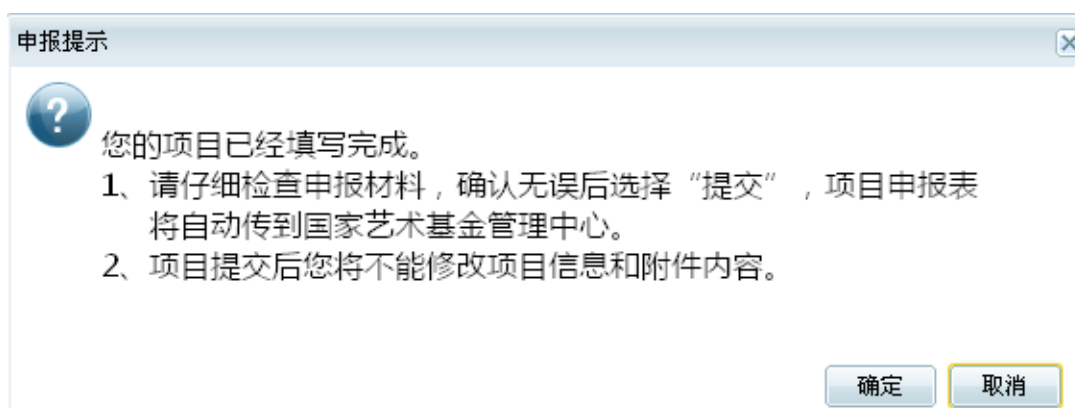 申报提示
您的项目已经填写完成。
1、请仔细检查申报材料，确认无误后选择“提交”，项目申报表
将自动传到国家艺术基金管理中心。
2、项目提交后您将不能修改项目信息和附件内容。
确定 取消